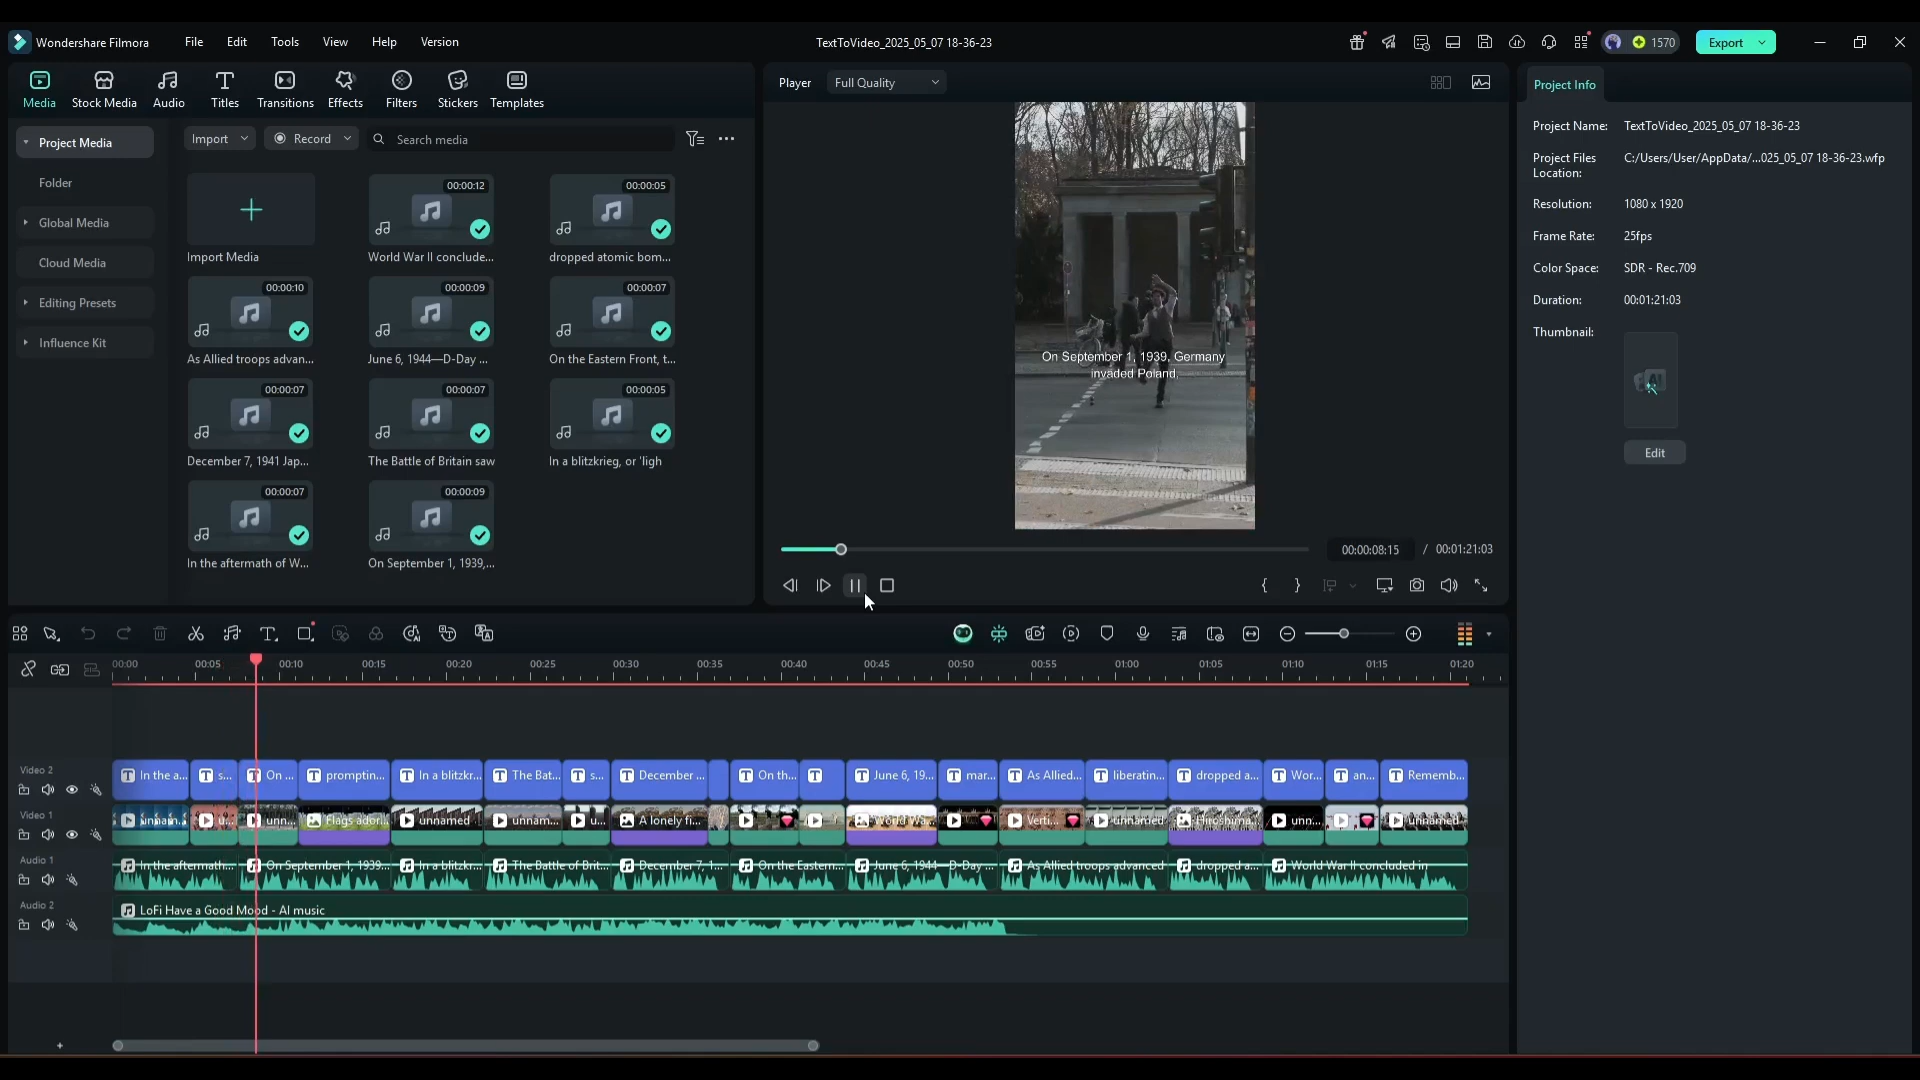 Wondershare Filmora
File
Edit
Tools
View
Help
Version
TextToVideo_2025_05_07 18-36-23
1570
Export
Media
Stock Media
Audio
Titles
Transitions
Effects
Filters
Stickers
Templates
Player
Full Quality
Project Info
Project Media
Folder
Global Media
Cloud Media
Editing Presets
Influence Kit
Import
Record
Search media
Import Media
00:00:12
World War II conclude...
00:00:05
dropped atomic bom...
00:00:10
As Allied troops advan...
00:00:09
June 6, 1944—D-Day ...
00:00:07
On the Eastern Front, t...
00:00:07
December 7, 1941 Jap...
00:00:07
The Battle of Britain saw
00:00:05
In a blitzkrieg, or 'ligh
00:00:07
In the aftermath of W...
00:00:09
On September 1, 1939,...
On September 1, 1939, Germany
invaded Poland,
00:00:08:15 / 00:01:21:03
Project Name: TextToVideo_2025_05_07 18-36-23
Project Files Location: C:/Users/User/AppData/...025_05_07 18-36-23.wfp
Resolution: 1080 x 1920
Frame Rate: 25fps
Color Space: SDR - Rec.709
Duration: 00:01:21:03
Thumbnail:
AI
Edit
00:00 00:05 00:10 00:15 00:20 00:25 00:30 00:35 00:40 00:45 00:50 00:55 01:00 01:05 01:10 01:15 01:20
Video 2
In the a... s... On ... promptin... In a blitzkr... The Bat... s... December ... On th... June 6, 19... mar... As Allied... liberatin... dropped a... Wor... an... Rememb...
Video 1
unnam... u... unn... Flags ador... unnamed unnam... u... A lonely fr... World Wa... Verti... unnamed Hiroshima... unn... unnamed
Audio 1
In the aftermath... On September 1, 1939... In a blitzk... The Battle of Brit... December 7, 1... On the Eastern... June 6, 1944—D-Day ... As Allied troops advanced dropped a... World War II concluded in
Audio 2
LoFi Have a Good Mood - AI music